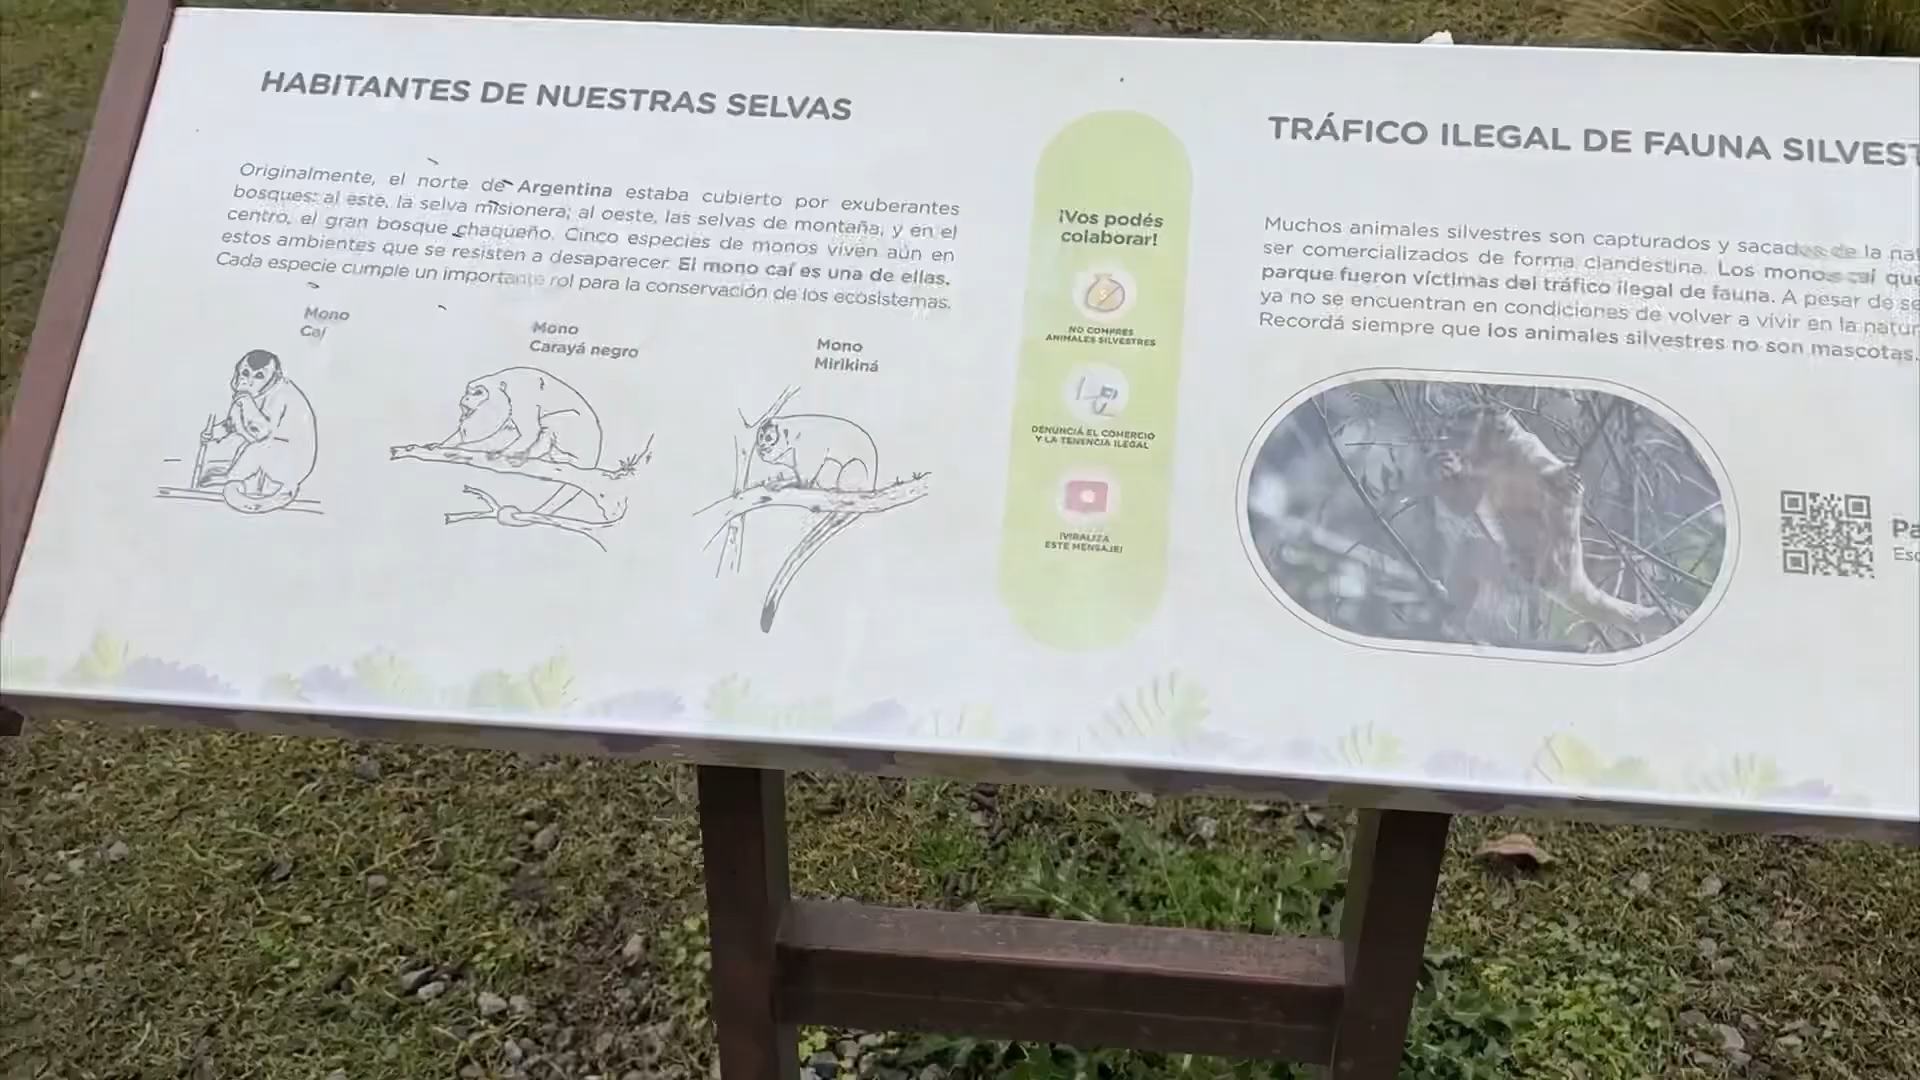 HABITANTES DE NUESTRAS SELVAS
Originalmente, el norte de Argentina estaba cubierto por exuberantes
bosques: al este, la selva misionera; al oeste, las selvas de montaña, y en el
centro, el gran bosque chaqueño. Cinco especies de monos viven aún en
estos ambientes que se resisten a desaparecer. El mono caí es una de ellas.
Cada especie cumple un importante rol para la conservación de los ecosistemas.
Mono
Caí
Mono
Carayá negro
Mono
Mirikiná
¡Vos podés
colaborar!
NO COMPRES
ANIMALES SILVESTRES
DENUNCIÁ EL COMERCIO
Y LA TENENCIA ILEGAL
¡VIRALIZA
ESTE MENSAJE!
TRÁFICO ILEGAL DE FAUNA SILVEST
Muchos animales silvestres son capturados y sacados de la na
ser comercializados de forma clandestina. Los monos caí que
parque fueron víctimas del tráfico ilegal de fauna. A pesar de se
ya no se encuentran en condiciones de volver a vivir en la natur
Recordá siempre que los animales silvestres no son mascotas.
Pa
Esc